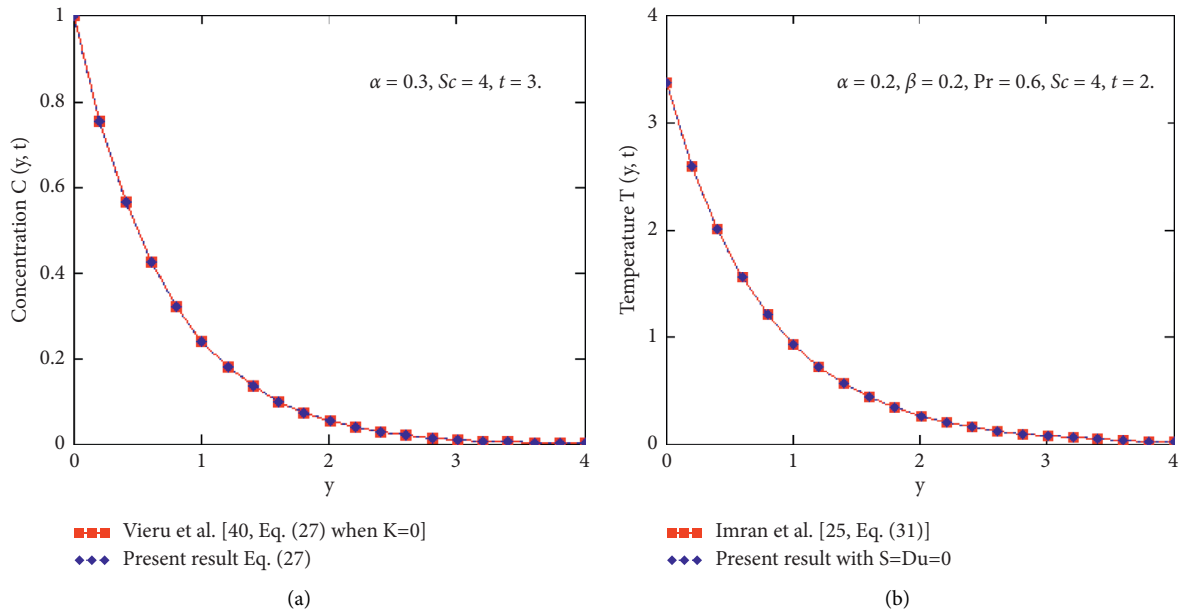 1
0.8
0.6
0.4
0.2
0
Concentration C (y, t)
α = 0.3, Sc = 4, t = 3.
0 1 2 3 4
y
Vieru et al. [40, Eq. (27) when K=0]
Present result Eq. (27)
(a)
4
3
2
1
0
Temperature T (y, t)
α = 0.2, β = 0.2, Pr = 0.6, Sc = 4, t = 2.
0 1 2 3 4
y
Imran et al. [25, Eq. (31)]
Present result with S=Du=0
(b)